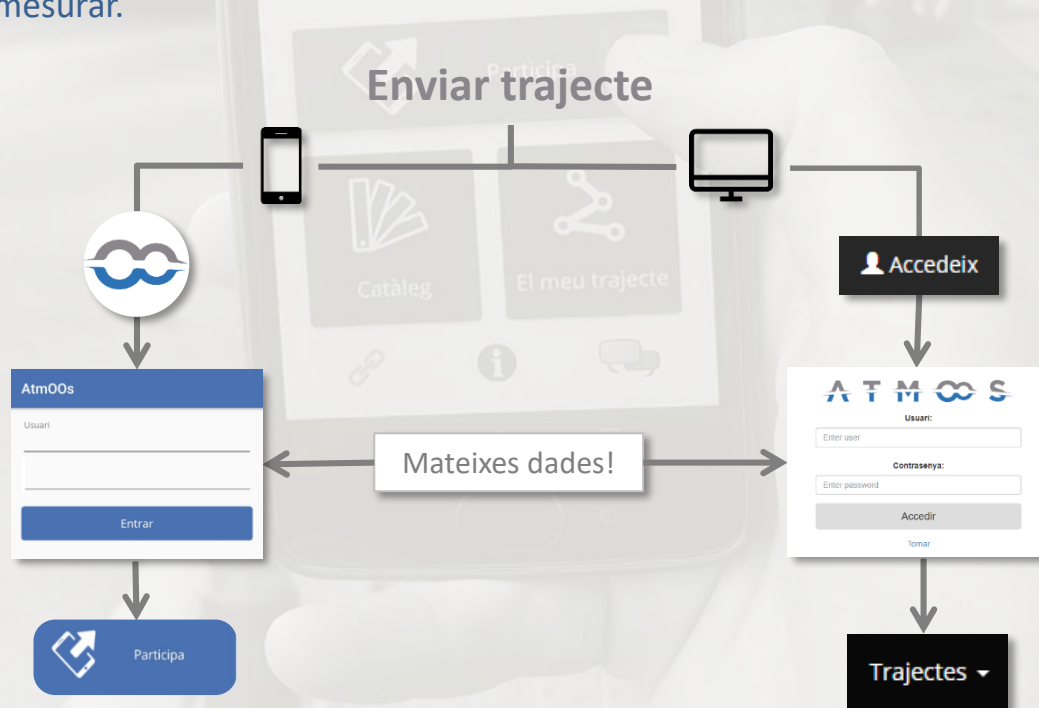 mesurar.
Participa
Enviar trajecte
Catàleg
El meu trajecte
Accedeix
AtmOOs
Usuari
Entrar
Mateixes dades!
ATMOOS
Usuari:
Enter user
Contrasenya:
Enter password
Accedir
Tornar
Participa
Trajectes